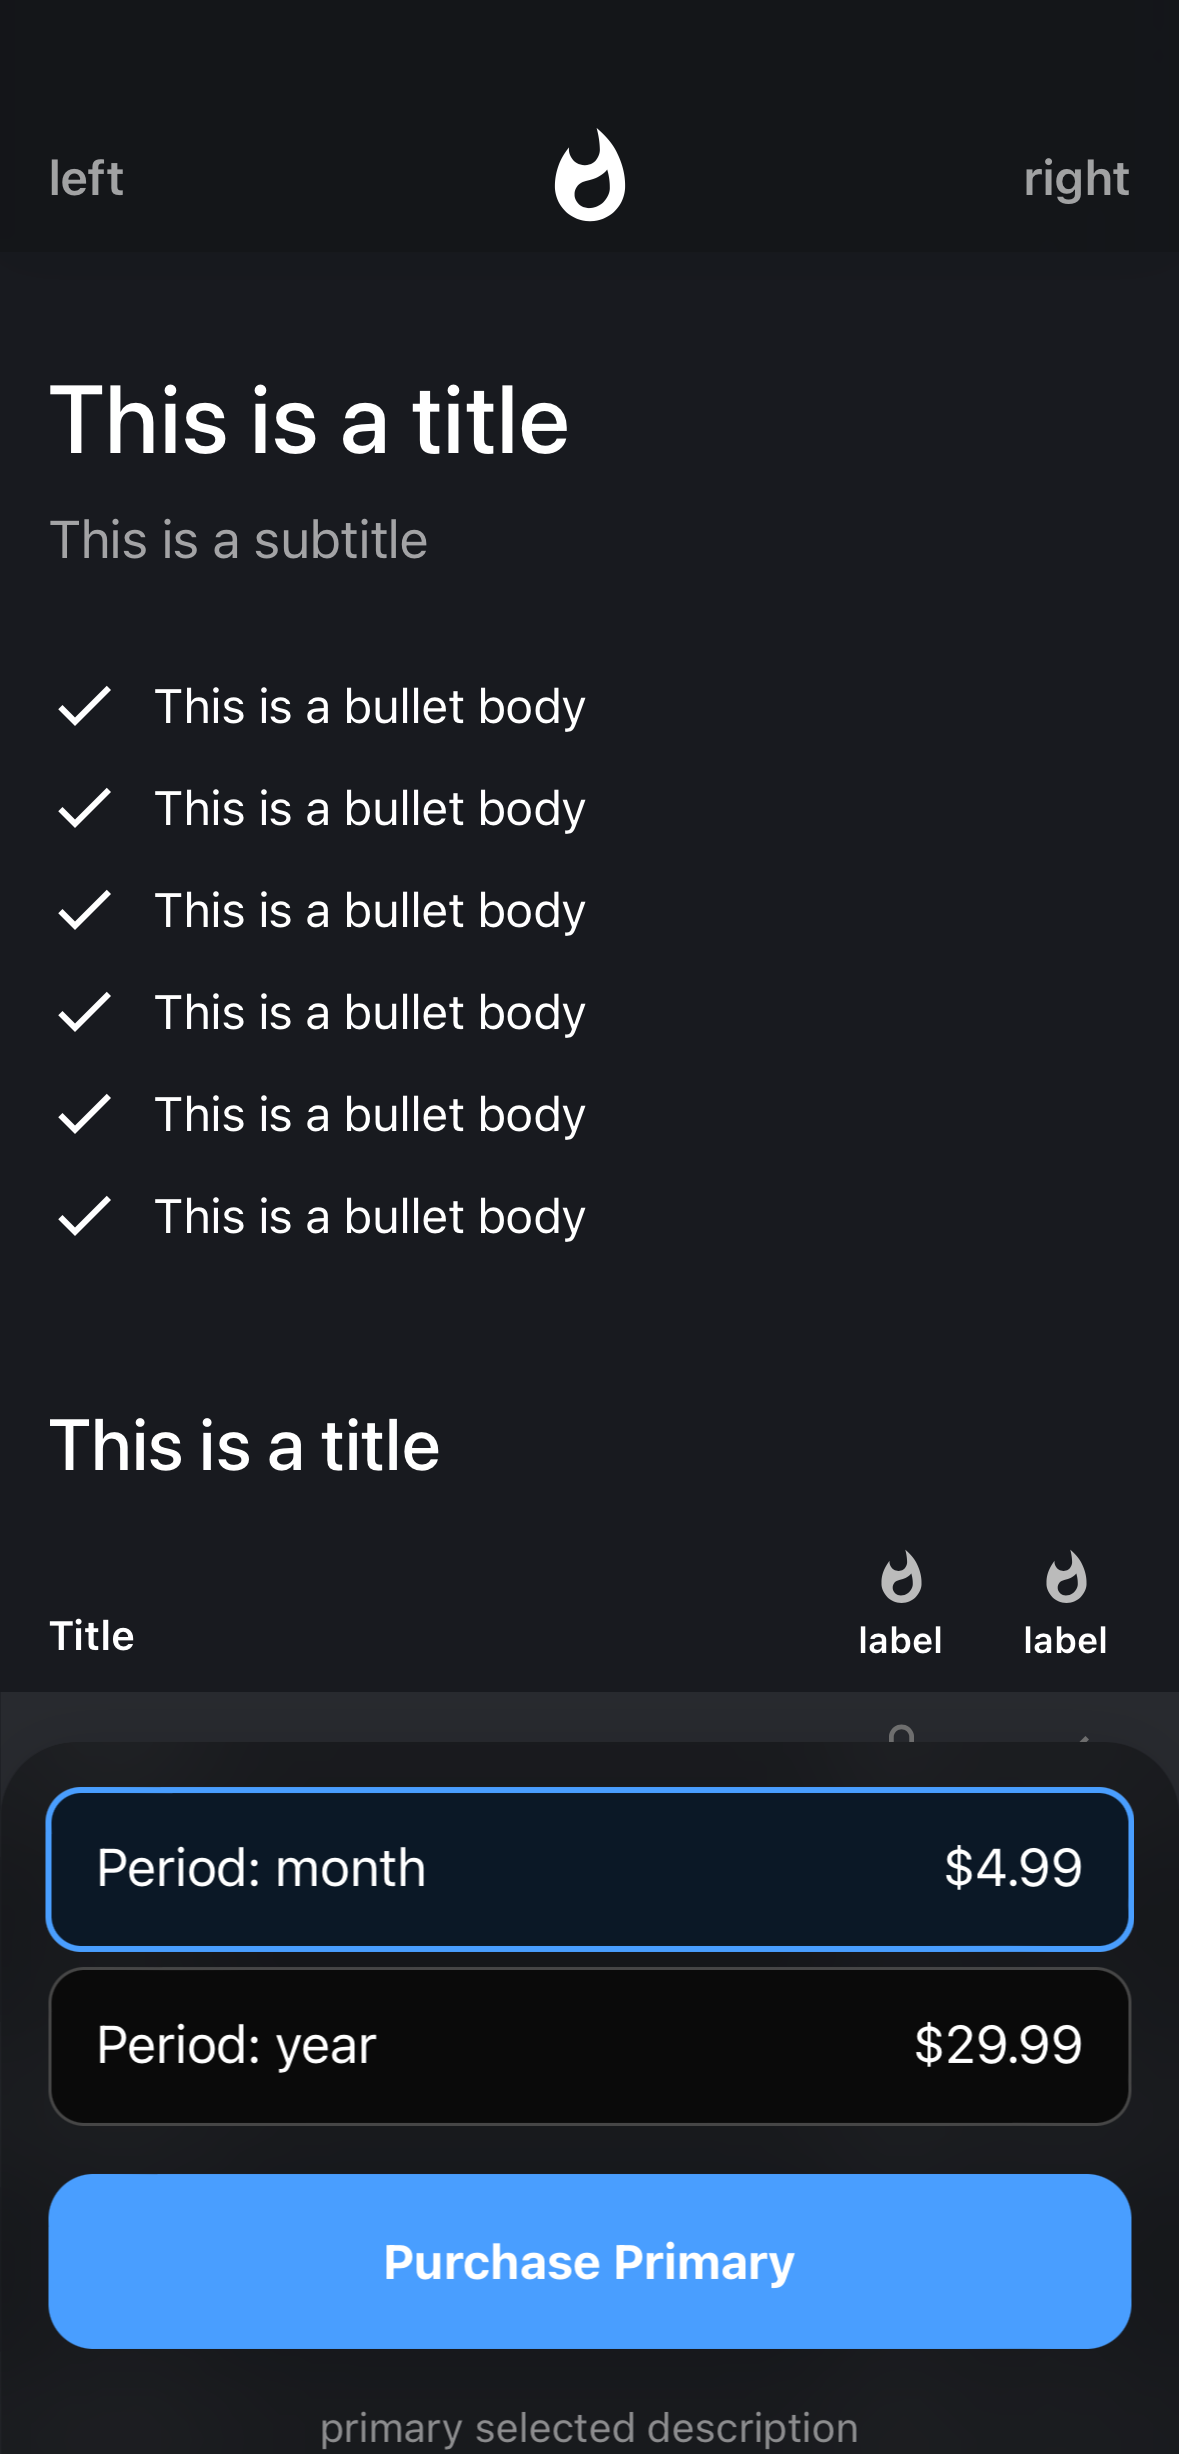 left
right
This is a title
This is a subtitle
This is a bullet body
This is a bullet body
This is a bullet body
This is a bullet body
This is a bullet body
This is a bullet body
This is a title
Title
label
label
Period: month
$4.99
Period: year
$29.99
Purchase Primary
primary selected description